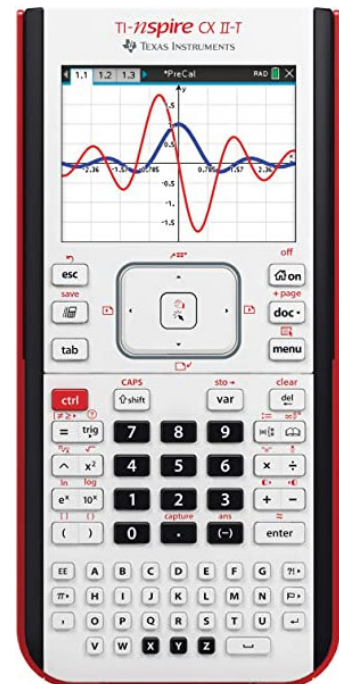 TI-nspire CX II-T
TEXAS INSTRUMENTS
1.1 1.2 1.3 *PreCal RAD
y
1.5
0.5
-2.36 -1.57 -0.785 0.785 1.57 2.36 x
-1
-1.5
off
esc on
save + page
doc
tab menu
CAPS sto clear
ctrl shift var del
= trig 7 8 9
^ x² 4 5 6 × ÷
ln log
eˣ 10ˣ 1 2 3 + -
[ ] { } capture ans ≈
( ) 0 . (-) enter
EE A B C D E F G ?!
π H I J K L M N
, O P Q R S T U
V W X Y Z